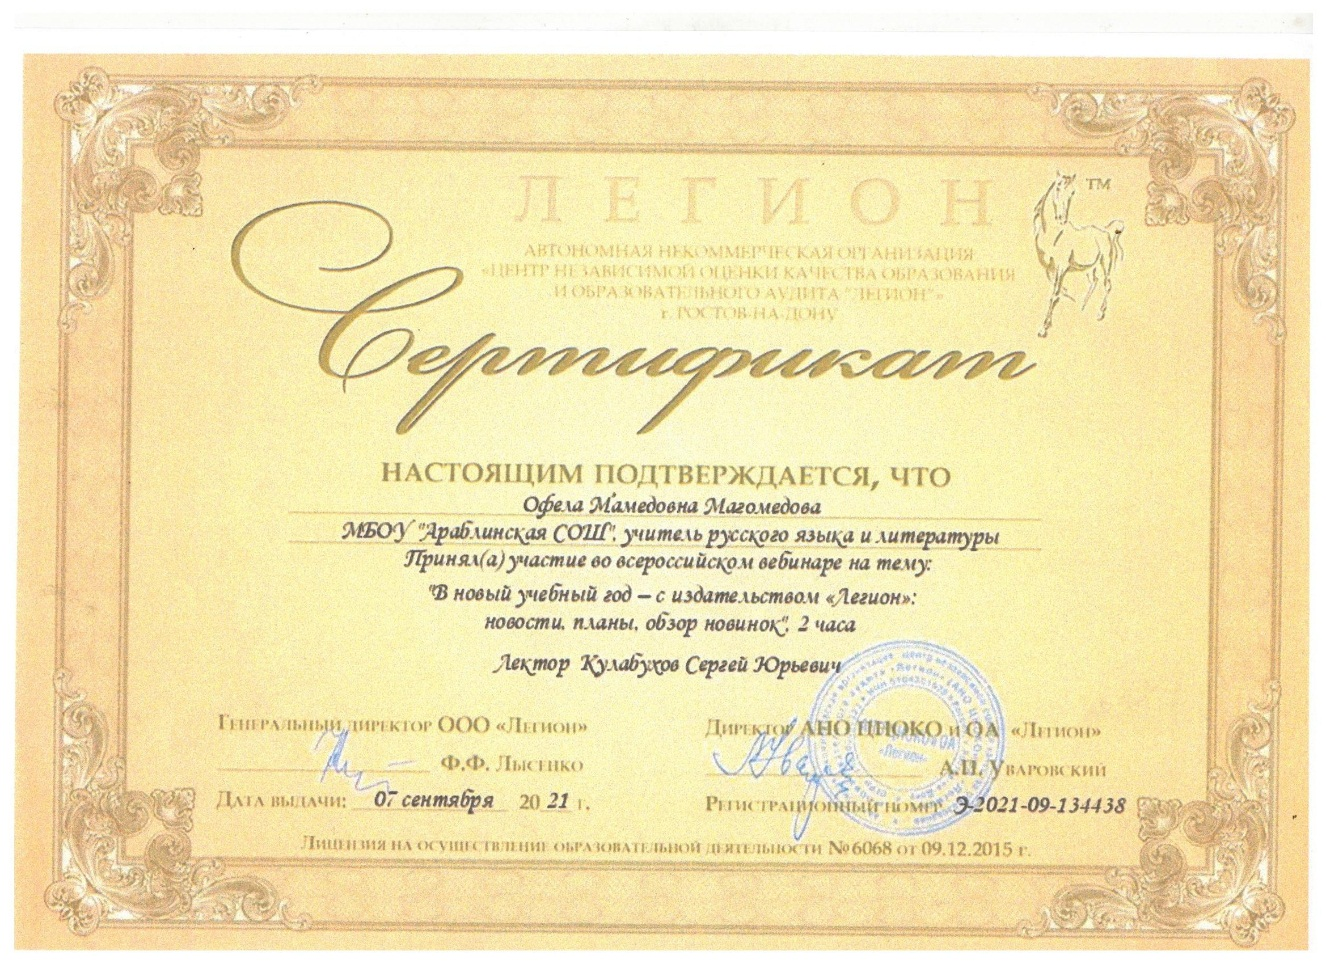 ЛЕГИОН
ТМ
АВТОНОМНАЯ НЕКОММЕРЧЕСКАЯ ОРГАНИЗАЦИЯ
«ЦЕНТР НЕЗАВИСИМОЙ ОЦЕНКИ КАЧЕСТВА ОБРАЗОВАНИЯ
И ОБРАЗОВАТЕЛЬНОГО АУДИТА "ЛЕГИОН"»
г. РОСТОВ-НА-ДОНУ
Сертификат
НАСТОЯЩИМ ПОДТВЕРЖДАЕТСЯ, ЧТО
Офела Мамедовна Магомедова
МБОУ "Араблинская СОШ", учитель русского языка и литературы
Принял(а) участие во всероссийском вебинаре на тему:
"В новый учебный год – с издательством «Легион»:
новости, планы, обзор новинок", 2 часа
Лектор Кулабухов Сергей Юрьевич
Генеральный директор ООО «Легион»
Ф.Ф. Лысенко
Дата выдачи: 07 сентября 20 21 г.
Директор АНО ЦНОКО и ОА «Легион»
А.П. Уваровский
Регистрационный номер Э-2021-09-134438
«Легион»
Лицензия на осуществление образовательной деятельности №6068 от 09.12.2015 г.